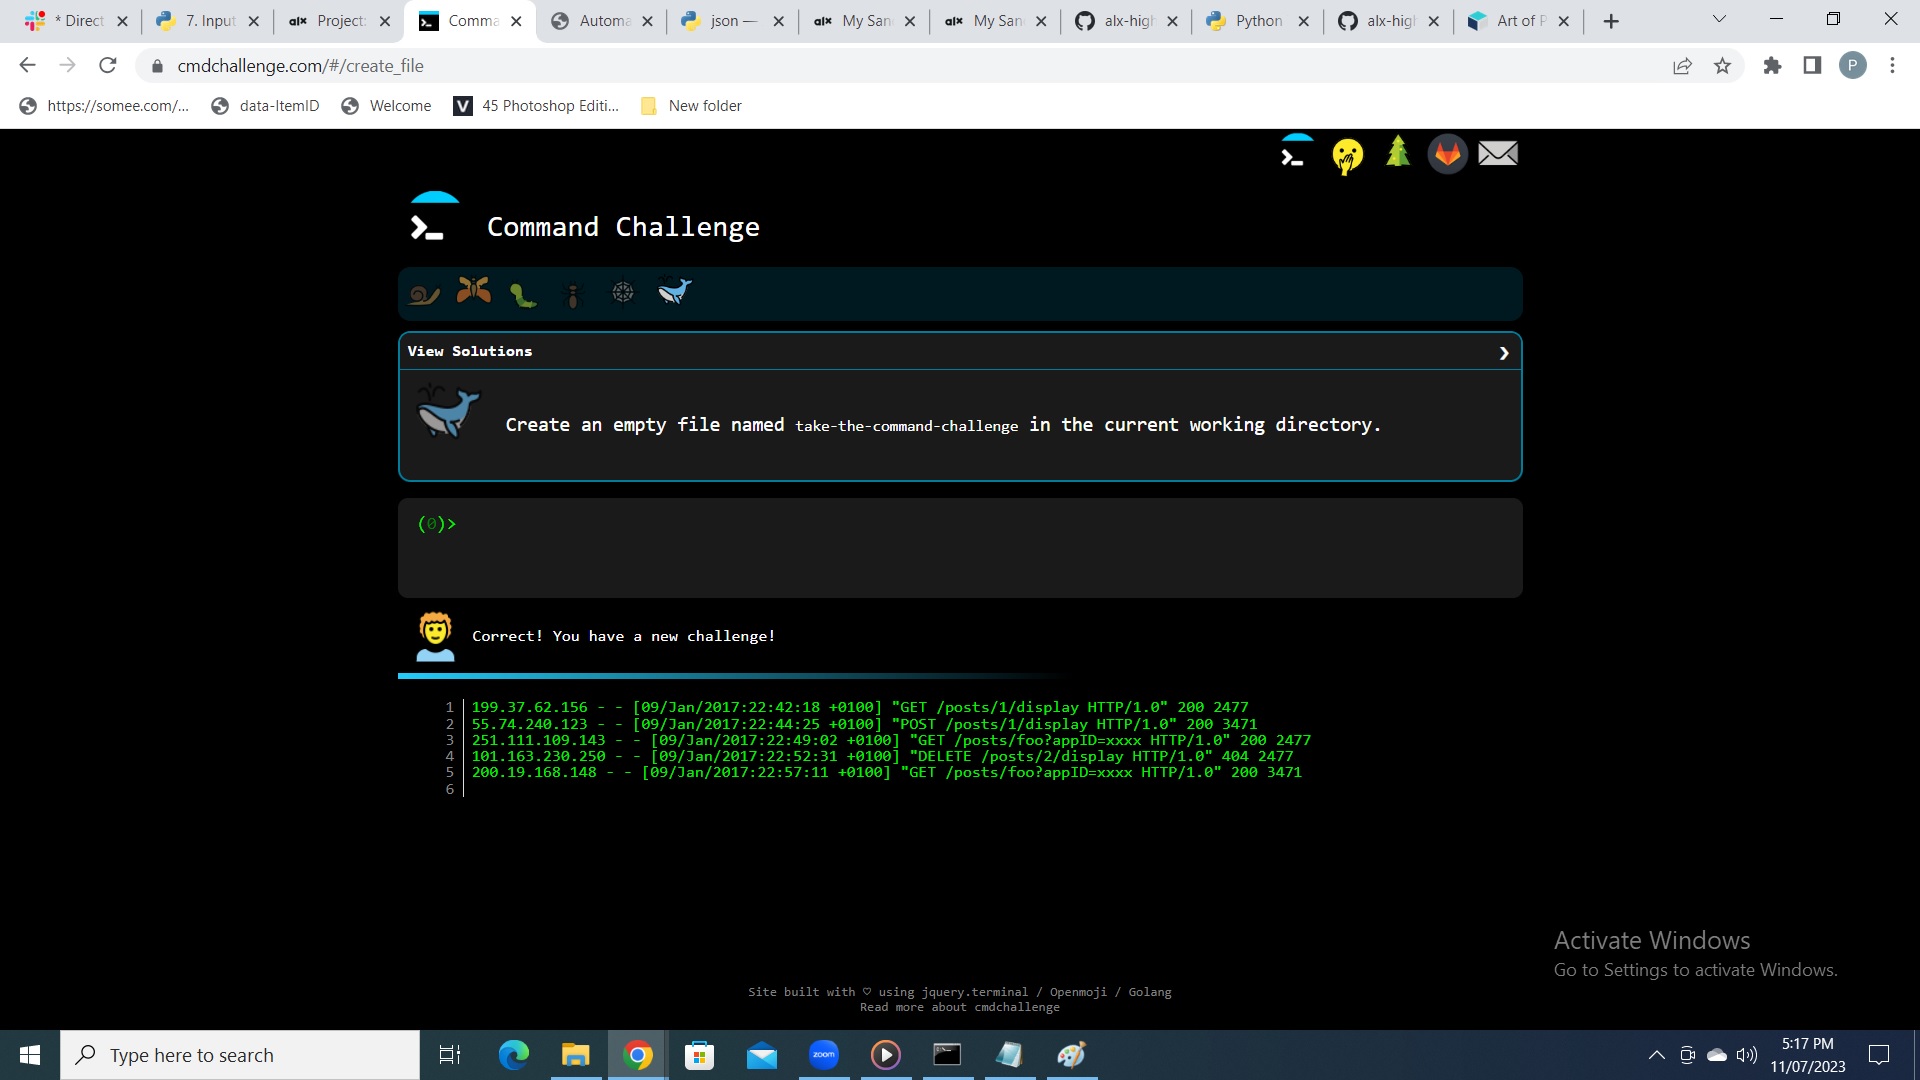 * Direct
7. Input
alx Project:
Comma
Automa
json —
alx My San
alx My San
alx-high
Python
alx-high
Art of P
cmdchallenge.com/#/create_file
P
https://somee.com/...
data-ItemID
Welcome
V 45 Photoshop Editi...
New folder
Command Challenge
View Solutions
Create an empty file named take-the-command-challenge in the current working directory.
(0)>
Correct! You have a new challenge!
1 199.37.62.156 - - [09/Jan/2017:22:42:18 +0100] "GET /posts/1/display HTTP/1.0" 200 2477
2 55.74.240.123 - - [09/Jan/2017:22:44:25 +0100] "POST /posts/1/display HTTP/1.0" 200 3471
3 251.111.109.143 - - [09/Jan/2017:22:49:02 +0100] "GET /posts/foo?appID=xxxx HTTP/1.0" 200 2477
4 101.163.230.250 - - [09/Jan/2017:22:52:31 +0100] "DELETE /posts/2/display HTTP/1.0" 404 2477
5 200.19.168.148 - - [09/Jan/2017:22:57:11 +0100] "GET /posts/foo?appID=xxxx HTTP/1.0" 200 3471
6
Activate Windows
Go to Settings to activate Windows.
Site built with ♡ using jquery.terminal / Openmoji / Golang
Read more about cmdchallenge
Type here to search
zoom
5:17 PM
11/07/2023